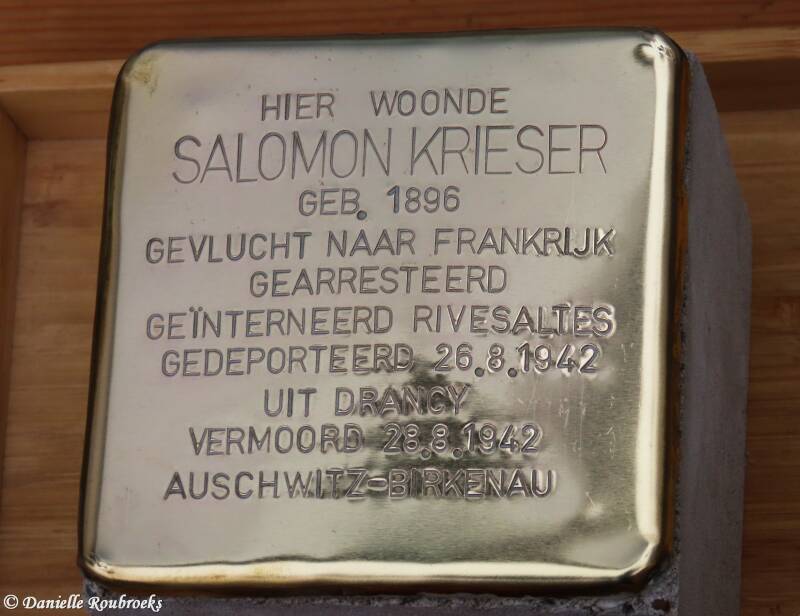 HIER WOONDE
SALOMON KRIESER
GEB. 1896
GEVLUCHT NAAR FRANKRIJK
GEARRESTEERD
GEÏNTERNEERD RIVESALTES
GEDEPORTEERD 26.8.1942
UIT DRANCY
VERMOORD 28.8.1942
AUSCHWITZ-BIRKENAU
© Danielle Roubroeks